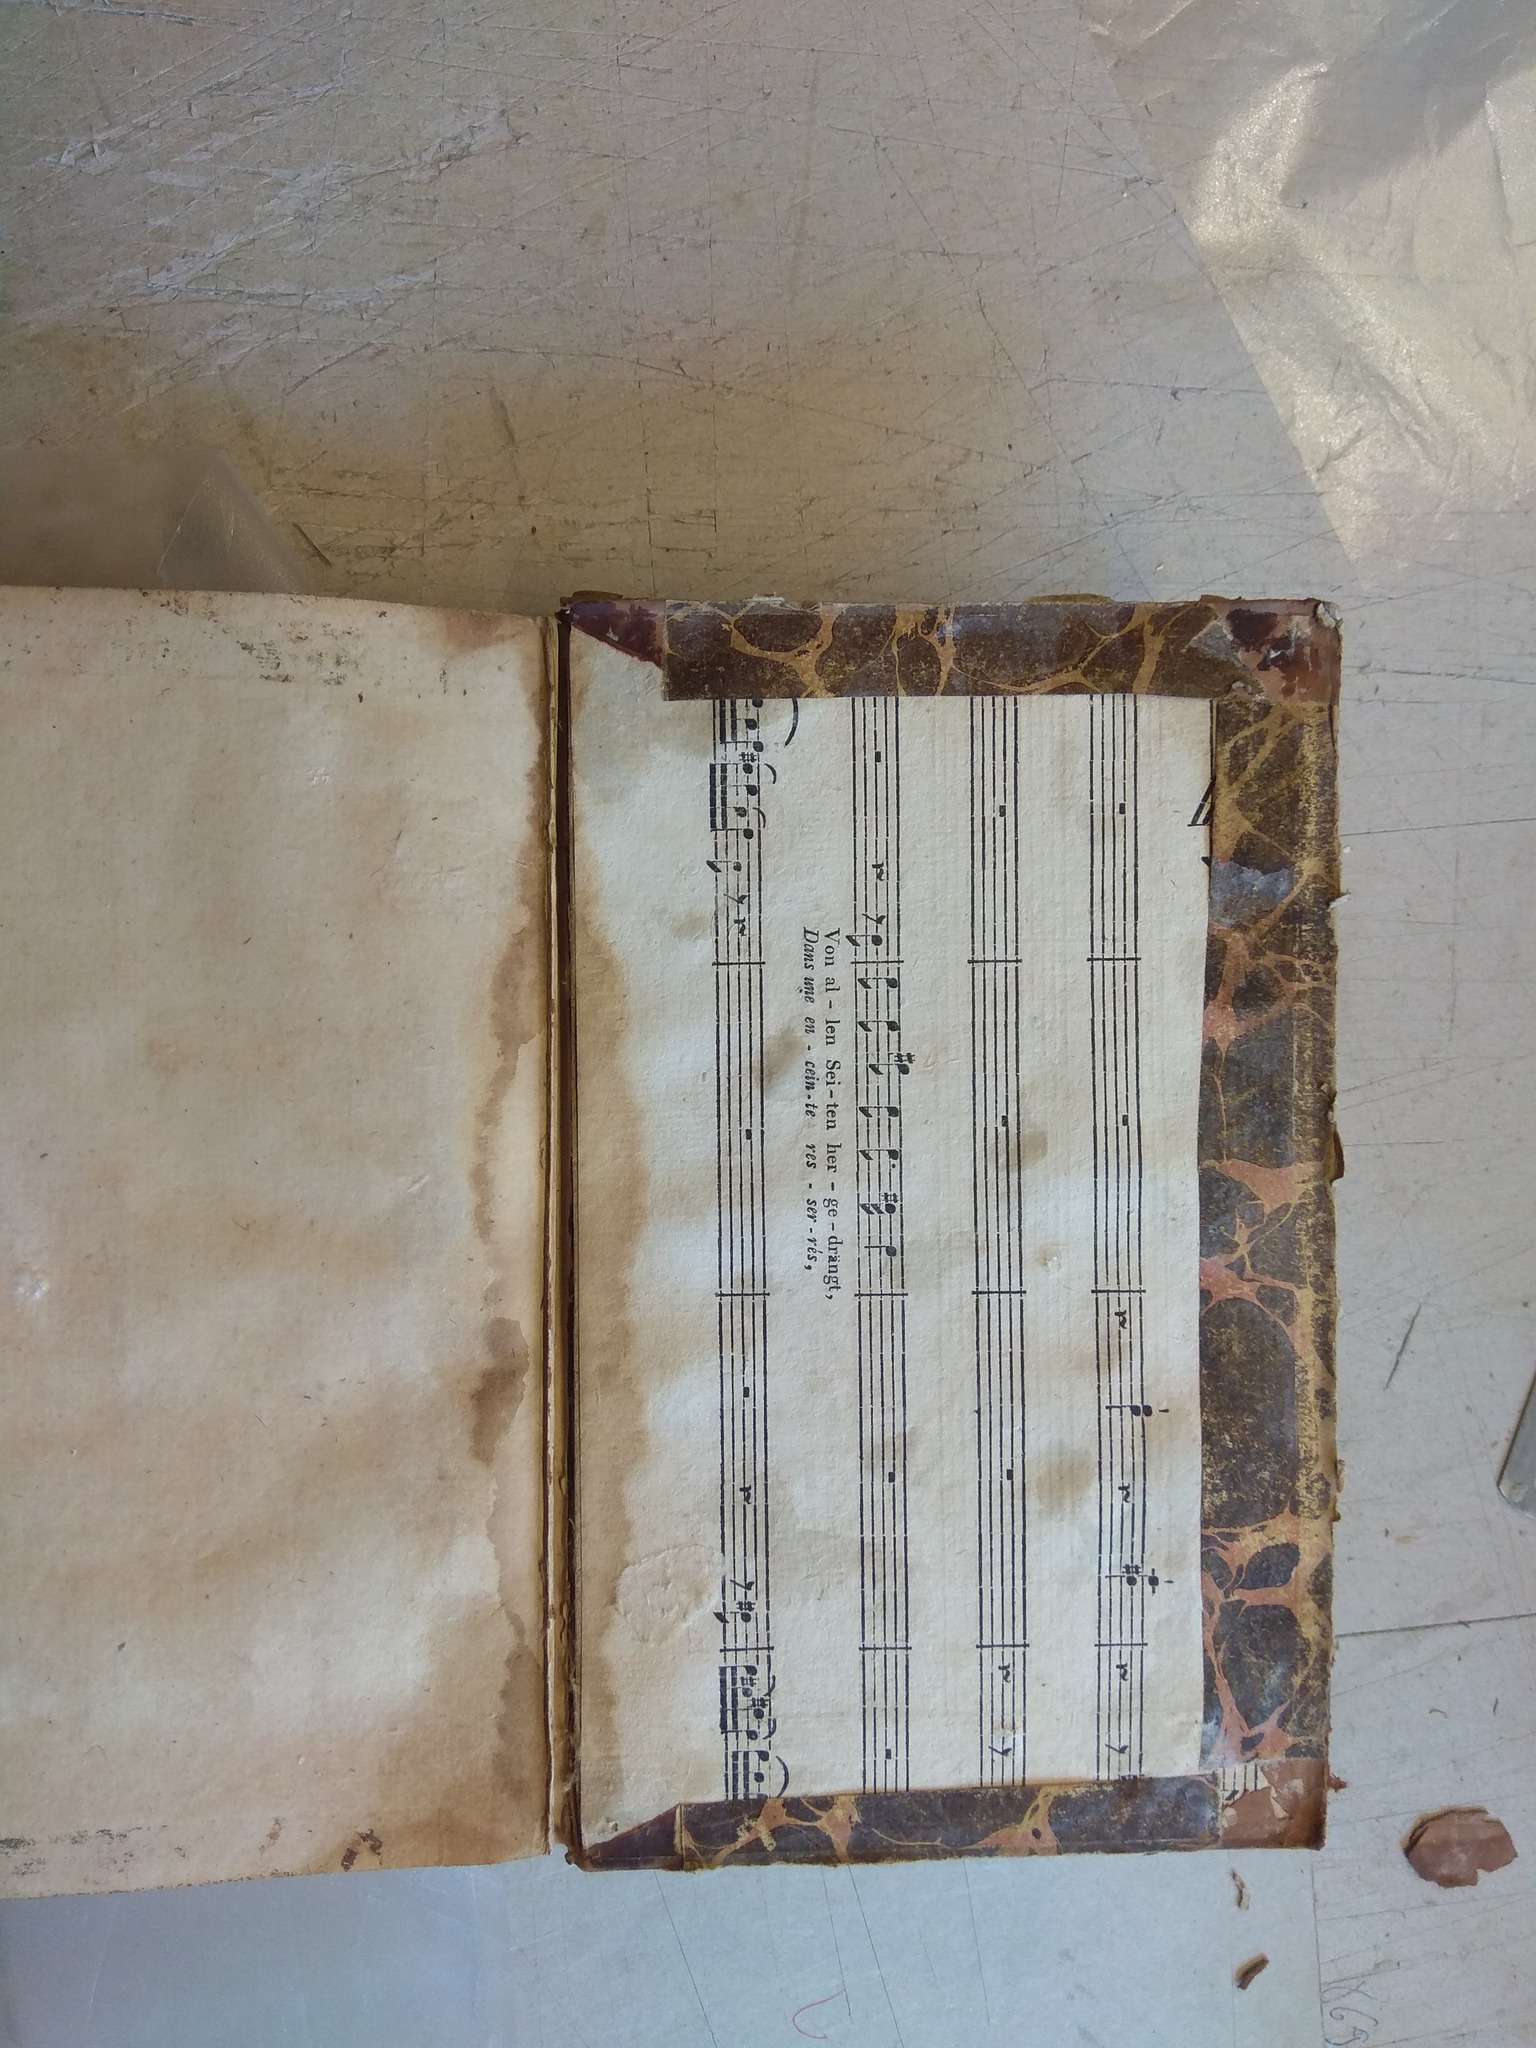 Von al - len Sei - ten her - ge - drängt,
Dans une en - cein - te res - ser - rés,